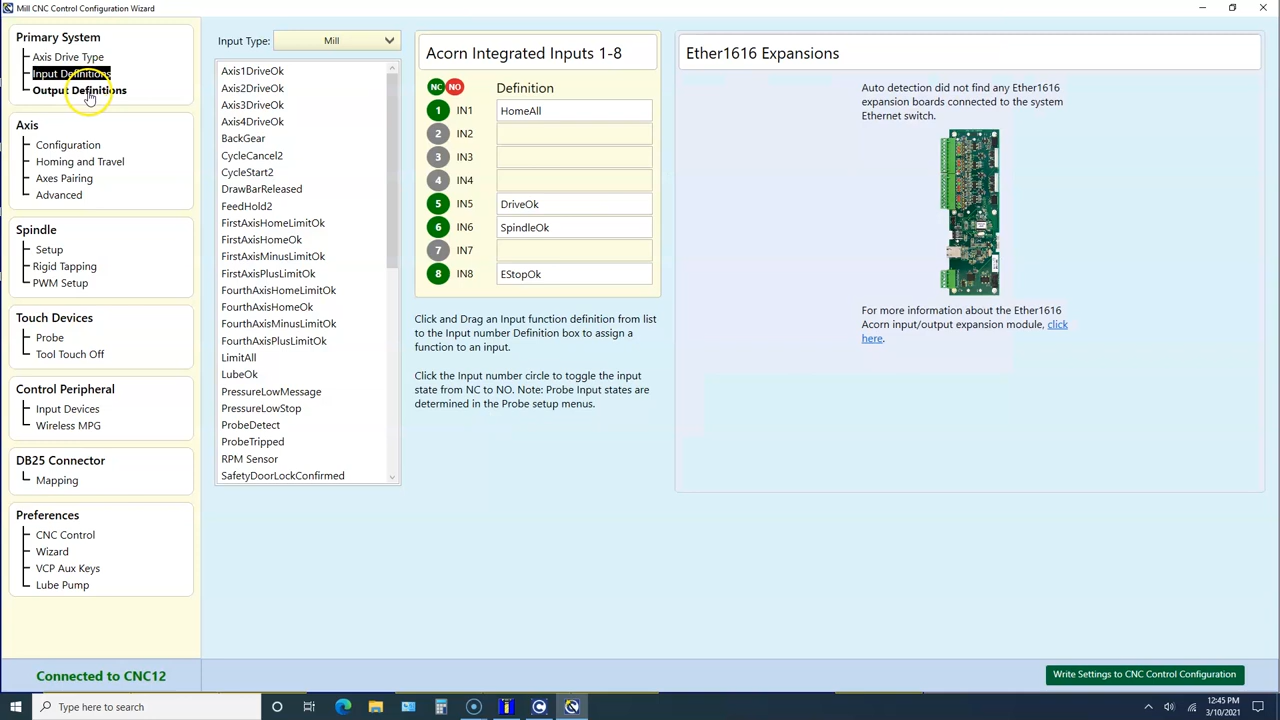 Mill CNC Control Configuration Wizard
Primary System
Axis Drive Type
Input Definitions
Output Definitions
Axis
Configuration
Homing and Travel
Axes Pairing
Advanced
Spindle
Setup
Rigid Tapping
PWM Setup
Touch Devices
Probe
Tool Touch Off
Control Peripheral
Input Devices
Wireless MPG
DB25 Connector
Mapping
Preferences
CNC Control
Wizard
VCP Aux Keys
Lube Pump
Connected to CNC12
Input Type: Mill
Axis1DriveOk
Axis2DriveOk
Axis3DriveOk
Axis4DriveOk
BackGear
CycleCancel2
CycleStart2
DrawBarReleased
FeedHold2
FirstAxisHomeLimitOk
FirstAxisHomeOk
FirstAxisMinusLimitOk
FirstAxisPlusLimitOk
FourthAxisHomeLimitOk
FourthAxisHomeOk
FourthAxisMinusLimitOk
FourthAxisPlusLimitOk
LimitAll
LubeOk
PressureLowMessage
PressureLowStop
ProbeDetect
ProbeTripped
RPM Sensor
SafetyDoorLockConfirmed
Acorn Integrated Inputs 1-8
NC NO Definition
1 IN1 HomeAll
2 IN2
3 IN3
4 IN4
5 IN5 DriveOk
6 IN6 SpindleOk
7 IN7
8 IN8 EStopOk
Click and Drag an Input function definition from list
to the Input number Definition box to assign a
function to an input.
Click the Input number circle to toggle the input
state from NC to NO. Note: Probe Input states are
determined in the Probe setup menus.
Ether1616 Expansions
Auto detection did not find any Ether1616
expansion boards connected to the system
Ethernet switch.
For more information about the Ether1616
Acorn input/output expansion module, click
here.
Write Settings to CNC Control Configuration
Type here to search
12:45 PM
3/10/2021